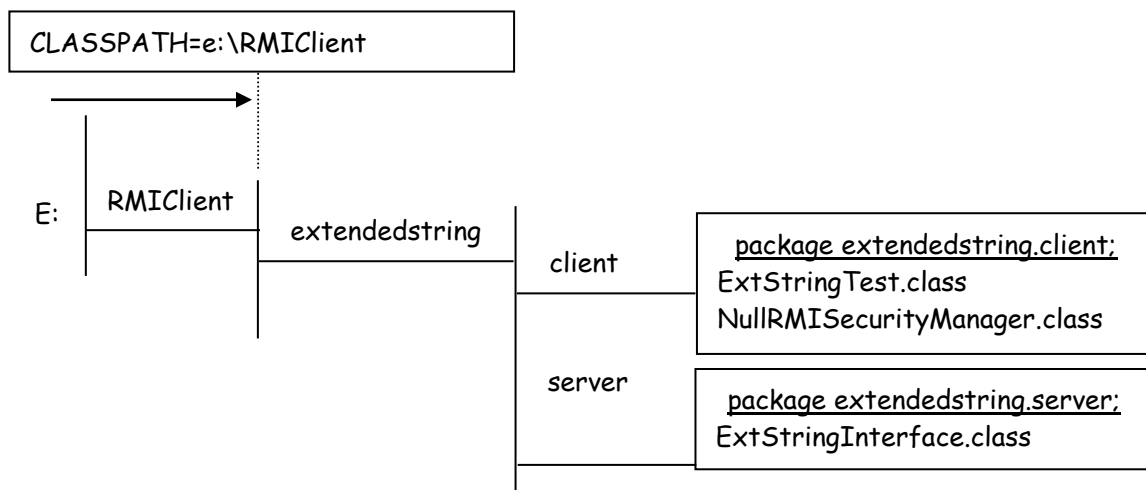 CLASSPATH=e:\RMIClient
E:
RMIClient
extendedstring
client
package extendedstring.client;
ExtStringTest.class
NullRMISecurityManager.class
server
package extendedstring.server;
ExtStringInterface.class